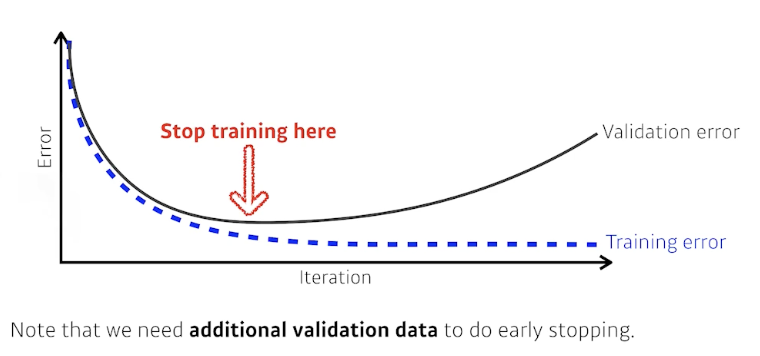 Stop training here
Error
Validation error
Training error
Iteration
Note that we need additional validation data to do early stopping.